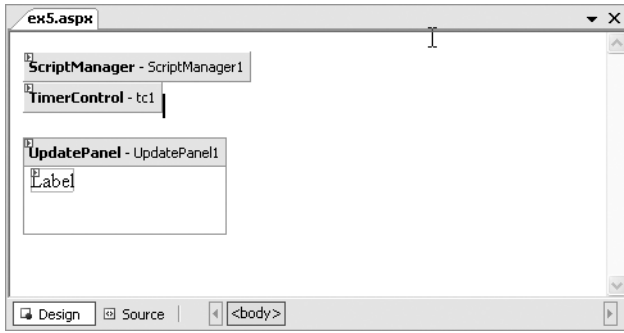 ex5.aspx
ScriptManager - ScriptManager1
TimerControl - tc1
UpdatePanel - UpdatePanel1
Label
Design
Source
<body>